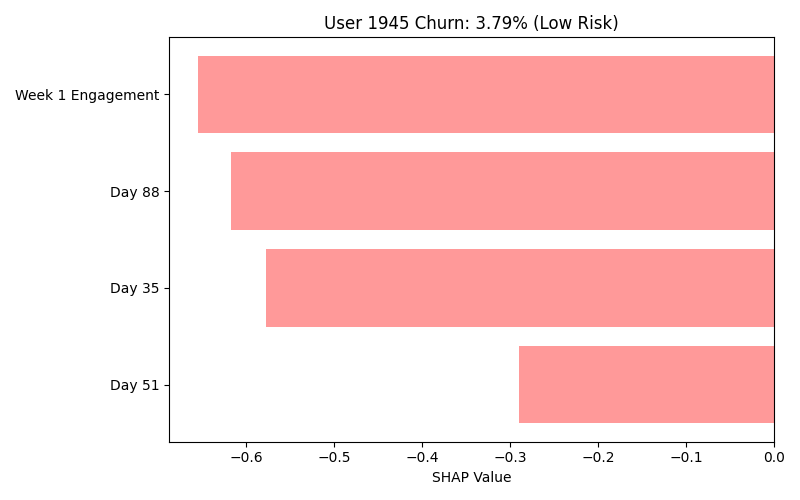 User 1945 Churn: 3.79% (Low Risk)
Week 1 Engagement
Day 88
Day 35
Day 51
−0.6 −0.5 −0.4 −0.3 −0.2 −0.1 0.0
SHAP Value